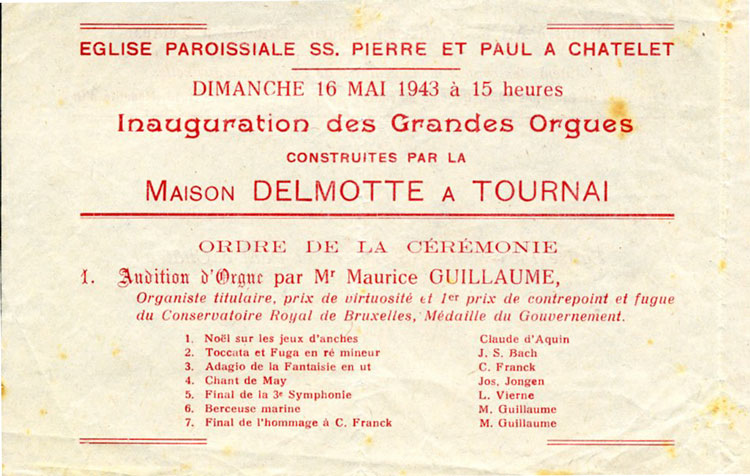 EGLISE PAROISSIALE SS. PIERRE ET PAUL A CHATELET
DIMANCHE 16 MAI 1943 à 15 heures
Inauguration des Grandes Orgues
CONSTRUITES PAR LA
MAISON DELMOTTE A TOURNAI
ORDRE DE LA CÉRÉMONIE
1. Audition d'Orgue par Mr Maurice GUILLAUME,
Organiste titulaire, prix de virtuosité et 1er prix de contrepoint et fugue
du Conservatoire Royal de Bruxelles, Médaille du Gouvernement.
1. Noël sur les jeux d'anches Claude d'Aquin
2. Toccata et Fuga en ré mineur J. S. Bach
3. Adagio de la Fantaisie en ut C. Franck
4. Chant de May Jos. Jongen
5. Final de la 3e Symphonie L. Vierne
6. Berceuse marine M. Guillaume
7. Final de l'hommage à C. Franck M. Guillaume